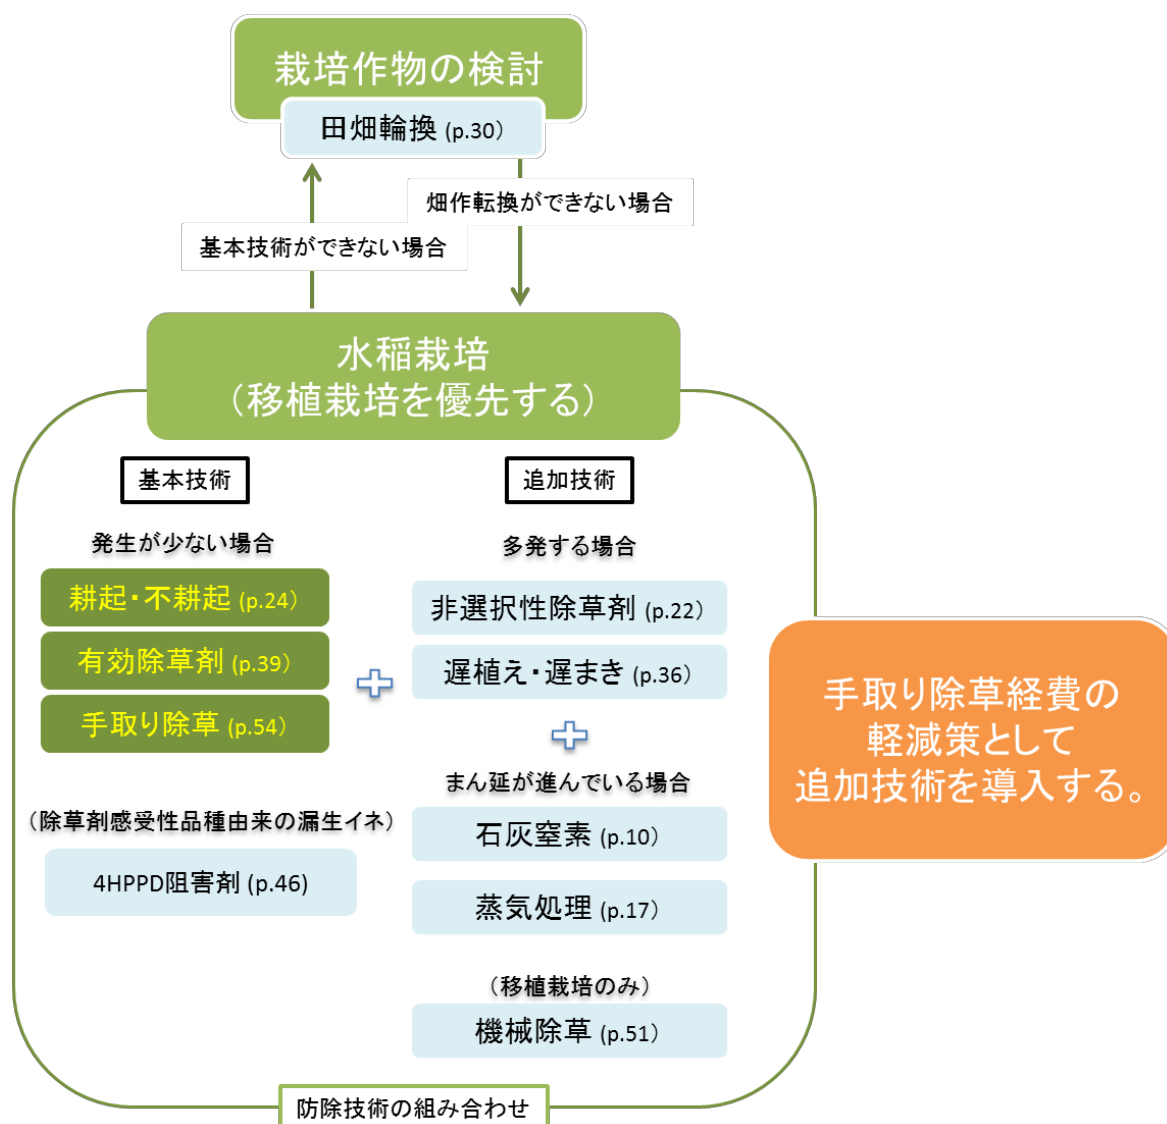 栽培作物の検討
田畑輪換 (p.30)
畑作転換ができない場合
基本技術ができない場合
水稲栽培
（移植栽培を優先する）
基本技術
発生が少ない場合
耕起・不耕起 (p.24)
有効除草剤 (p.39)
手取り除草 (p.54)
（除草剤感受性品種由来の漏生イネ）
4HPPD阻害剤 (p.46)
追加技術
多発する場合
非選択性除草剤 (p.22)
遅植え・遅まき (p.36)
まん延が進んでいる場合
石灰窒素 (p.10)
蒸気処理 (p.17)
（移植栽培のみ）
機械除草 (p.51)
手取り除草経費の
軽減策として
追加技術を導入する。
防除技術の組み合わせ